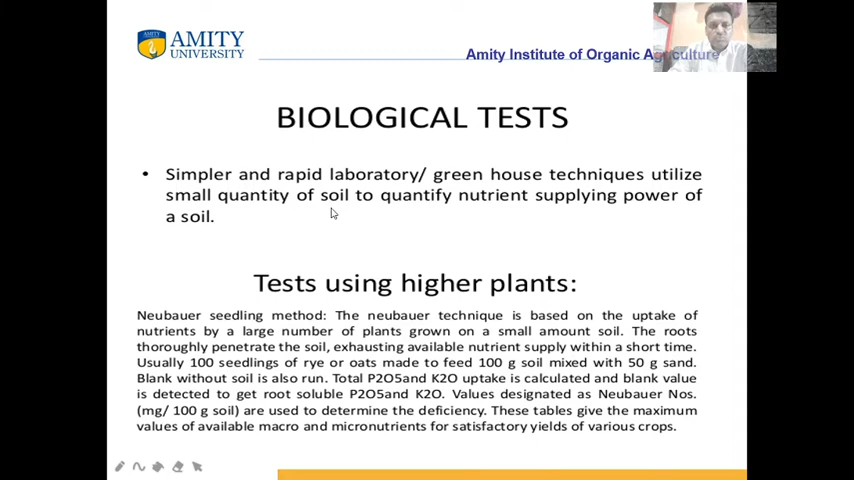 AMITY
UNIVERSITY
Amity Institute of Organic Agriculture
BIOLOGICAL TESTS
• Simpler and rapid laboratory/ green house techniques utilize
small quantity of soil to quantify nutrient supplying power of
a soil.
Tests using higher plants:
Neubauer seedling method: The neubauer technique is based on the uptake of
nutrients by a large number of plants grown on a small amount soil. The roots
thoroughly penetrate the soil, exhausting available nutrient supply within a short time.
Usually 100 seedlings of rye or oats made to feed 100 g soil mixed with 50 g sand.
Blank without soil is also run. Total P2O5and K2O uptake is calculated and blank value
is detected to get root soluble P2O5and K2O. Values designated as Neubauer Nos.
(mg/ 100 g soil) are used to determine the deficiency. These tables give the maximum
values of available macro and micronutrients for satisfactory yields of various crops.